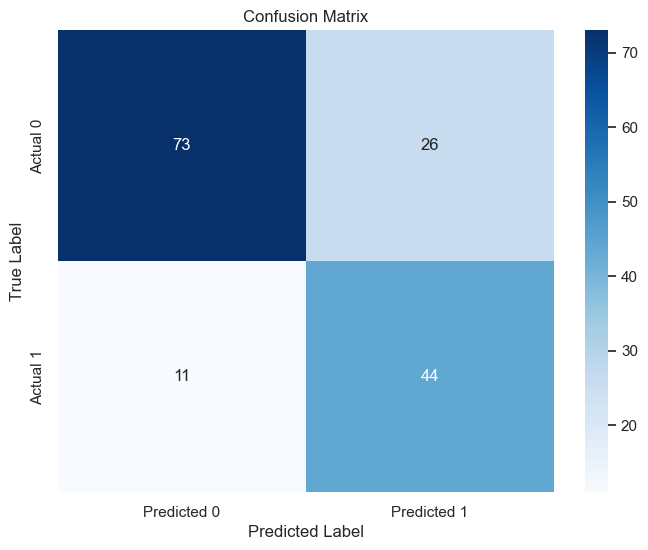 Confusion Matrix
True Label
Actual 0
Actual 1
73
26
11
44
Predicted 0
Predicted 1
Predicted Label
70
60
50
40
30
20